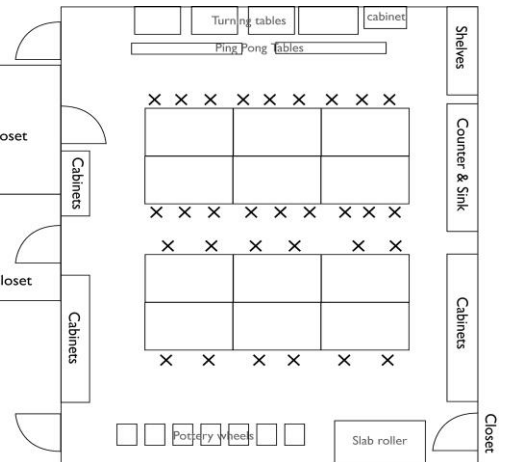 Turning tables
cabinet
Ping Pong Tables
Shelves
oset
Counter & Sink
Cabinets
loset
Cabinets
Cabinets
Pottery wheels
Slab roller
Closet